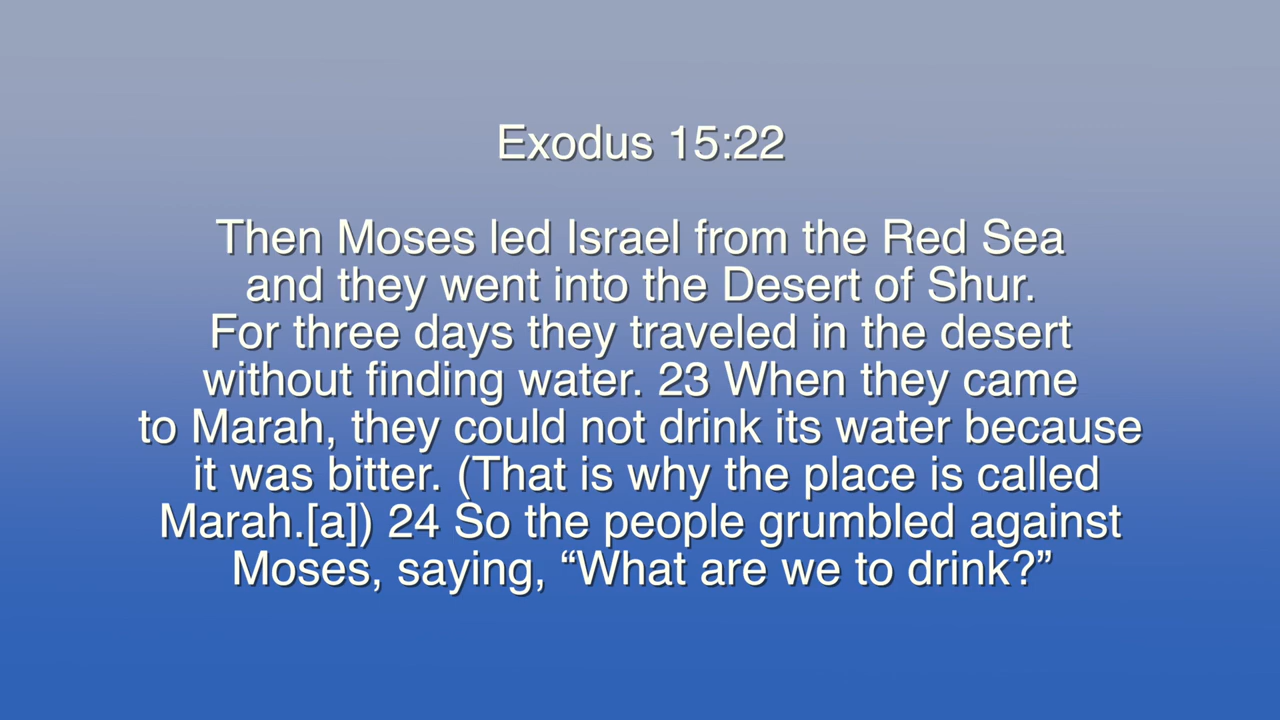 Exodus 15:22
Then Moses led Israel from the Red Sea
and they went into the Desert of Shur.
For three days they traveled in the desert
without finding water. 23 When they came
to Marah, they could not drink its water because
it was bitter. (That is why the place is called
Marah.[a]) 24 So the people grumbled against
Moses, saying, “What are we to drink?”